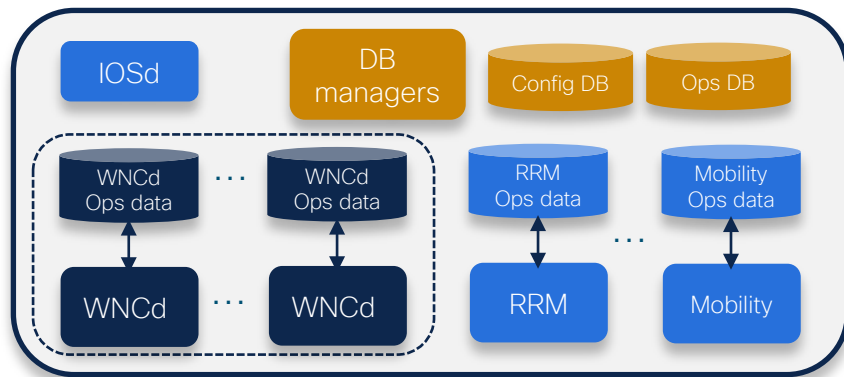 IOSd
DB
managers
Config DB
Ops DB
WNCd
Ops data
...
WNCd
Ops data
RRM
Ops data
...
Mobility
Ops data
WNCd
...
WNCd
RRM
Mobility